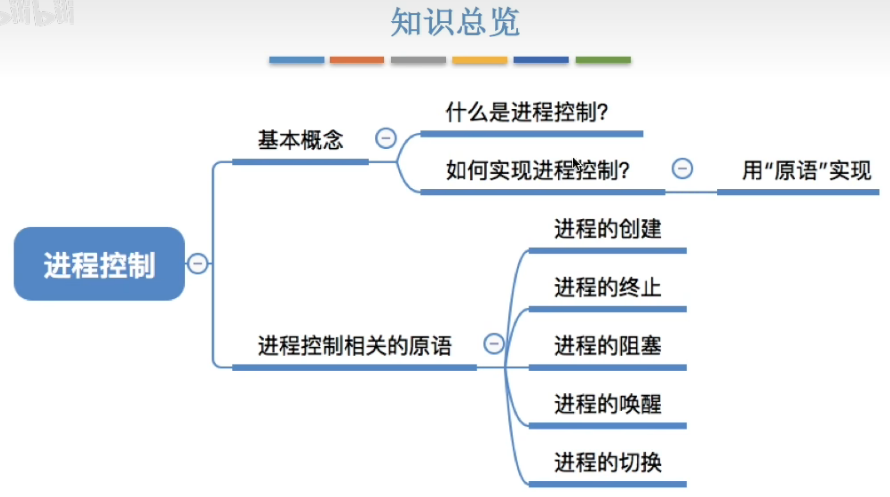 知识总览
什么是进程控制?
基本概念
如何实现进程控制?
用“原语”实现
进程控制
进程的创建
进程的终止
进程控制相关的原语
进程的阻塞
进程的唤醒
进程的切换